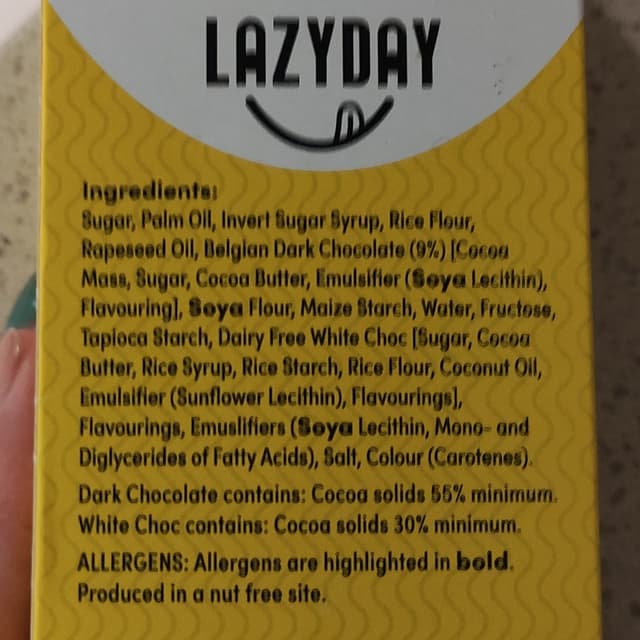 LAZYDAY
Ingredients:
Sugar, Palm Oil, Invert Sugar Syrup, Rice Flour,
Rapeseed Oil, Belgian Dark Chocolate (9%) [Cocoa
Mass, Sugar, Cocoa Butter, Emulsifier (Soya Lecithin),
Flavouring], Soya Flour, Maize Starch, Water, Fructose,
Tapioca Starch, Dairy Free White Choc [Sugar, Cocoa
Butter, Rice Syrup, Rice Starch, Rice Flour, Coconut Oil,
Emulsifier (Sunflower Lecithin), Flavourings],
Flavourings, Emuslifiers (Soya Lecithin, Mono- and
Diglycerides of Fatty Acids), Salt, Colour (Carotenes).
Dark Chocolate contains: Cocoa solids 55% minimum.
White Choc contains: Cocoa solids 30% minimum.
ALLERGENS: Allergens are highlighted in bold.
Produced in a nut free site.